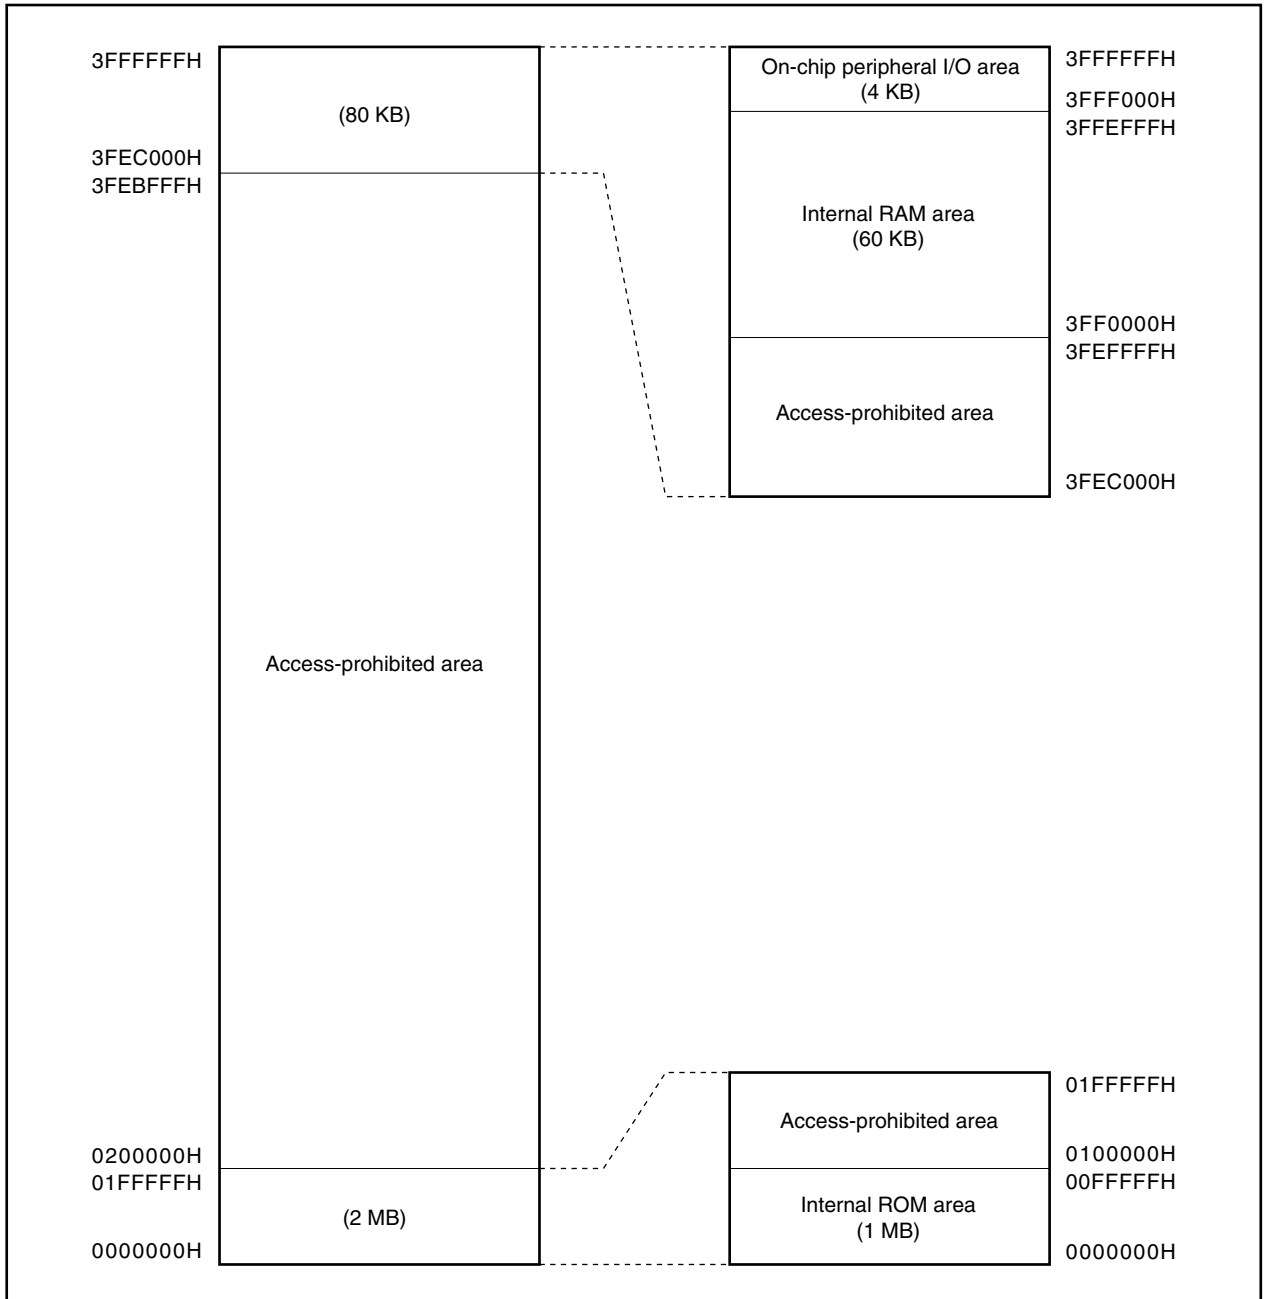 3FFFFFFH
(80 KB)
3FEC000H
3FEBFFFH
Access-prohibited area
0200000H
01FFFFFH
(2 MB)
0000000H
On-chip peripheral I/O area
(4 KB)
3FFFFFFH
3FFF000H
3FFEFFFH
Internal RAM area
(60 KB)
3FF0000H
3FEFFFFH
Access-prohibited area
3FEC000H
01FFFFFH
Access-prohibited area
0100000H
00FFFFFH
Internal ROM area
(1 MB)
0000000H